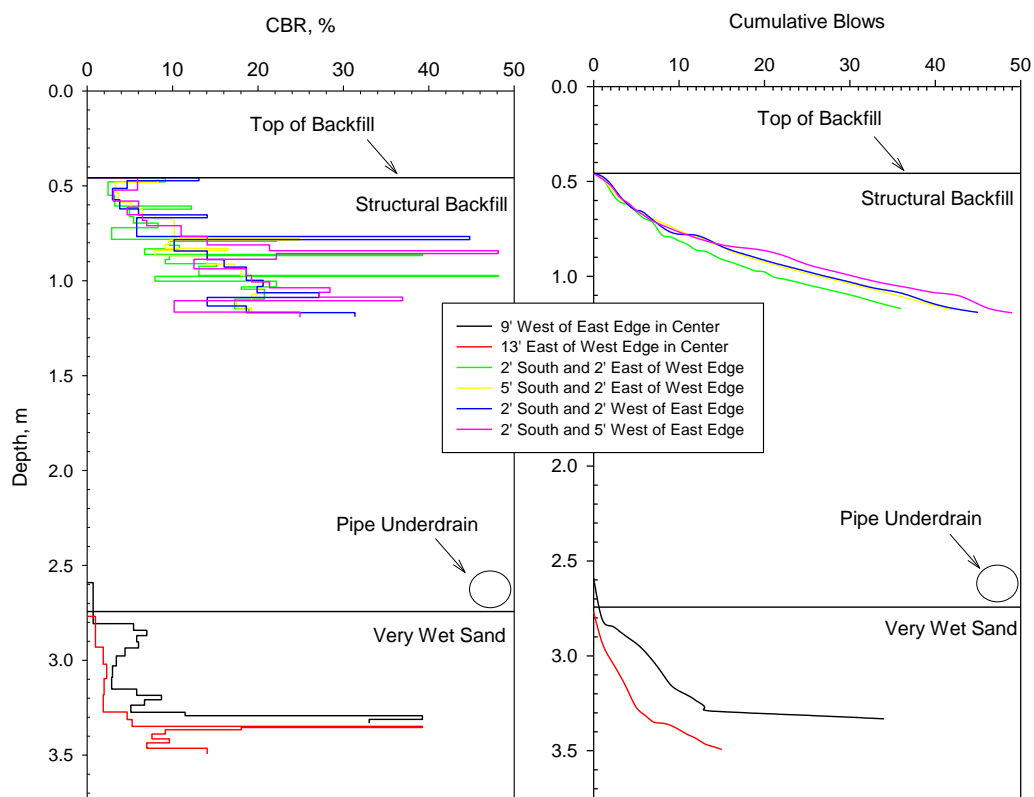 CBR, %
0 10 20 30 40 50
Cumulative Blows
0 10 20 30 40 50
Depth, m
0.0
0.5
1.0
1.5
2.0
2.5
3.0
3.5
0.0
0.5
1.0
2.0
2.5
3.0
3.5
Top of Backfill
Structural Backfill
Top of Backfill
Structural Backfill
9' West of East Edge in Center
13' East of West Edge in Center
2' South and 2' East of West Edge
5' South and 2' East of West Edge
2' South and 2' West of East Edge
2' South and 5' West of East Edge
Pipe Underdrain
Very Wet Sand
Pipe Underdrain
Very Wet Sand